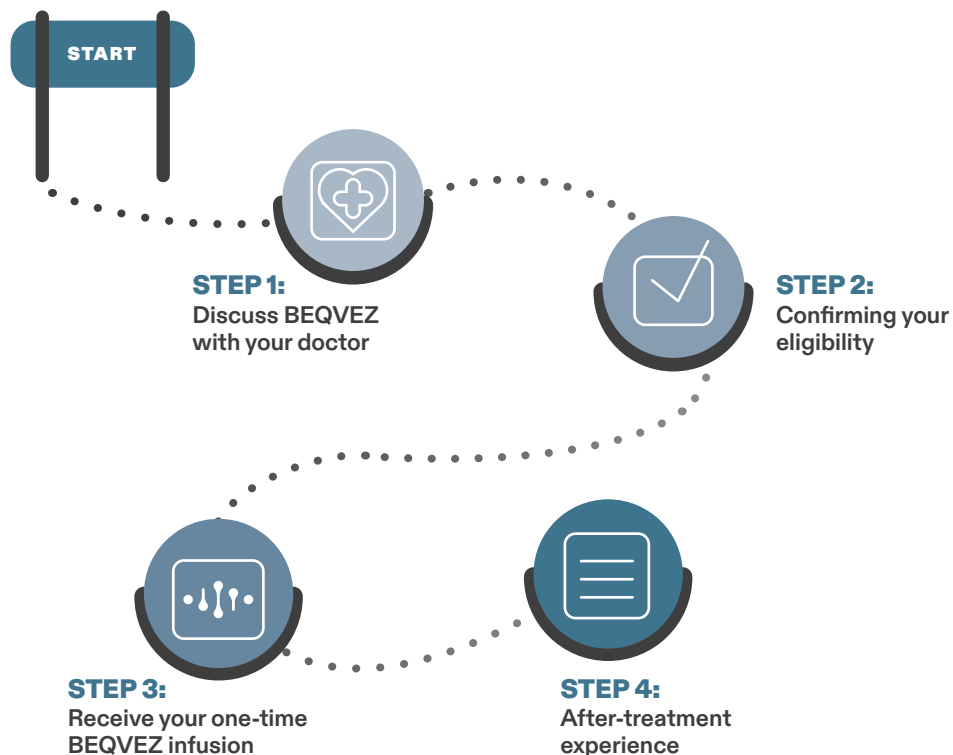 START
STEP 1:
Discuss BEQVEZ
with your doctor
STEP 2:
Confirming your
eligibility
STEP 3:
Receive your one-time
BEQVEZ infusion
STEP 4:
After-treatment
experience